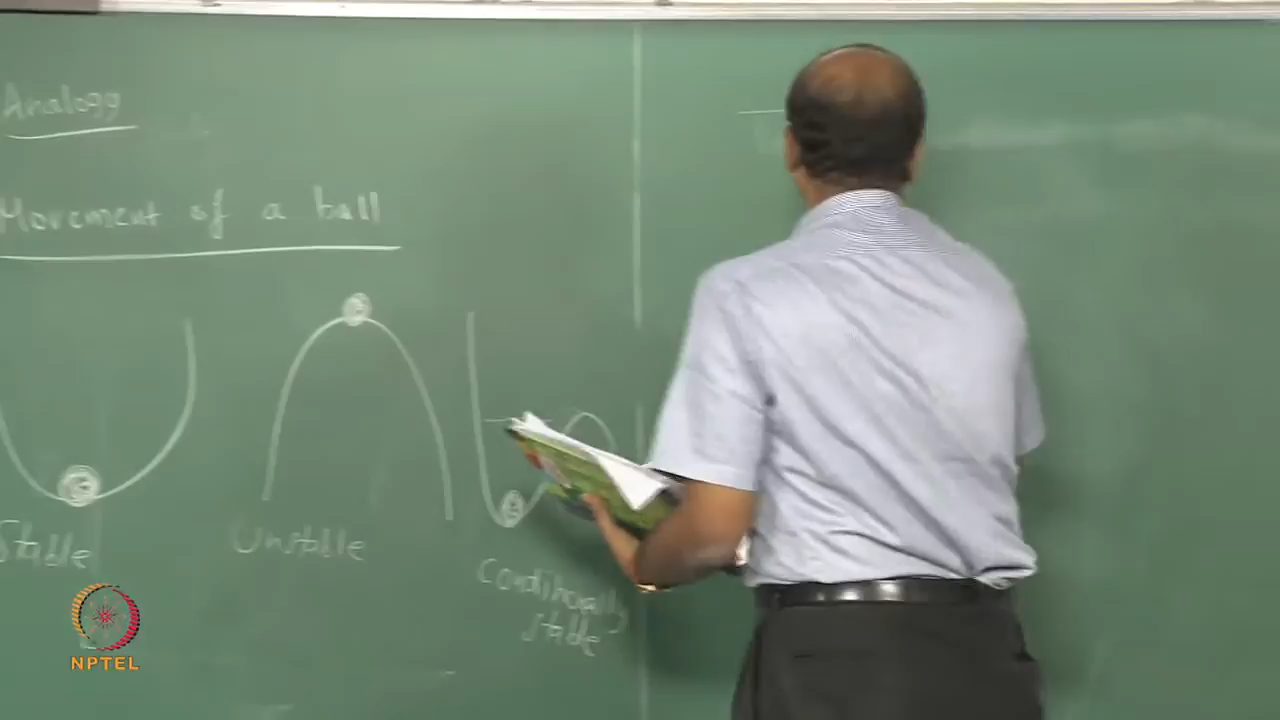 Analogy
Movement of a ball
Stable
Unstable
Conditionally
stable
NPTEL